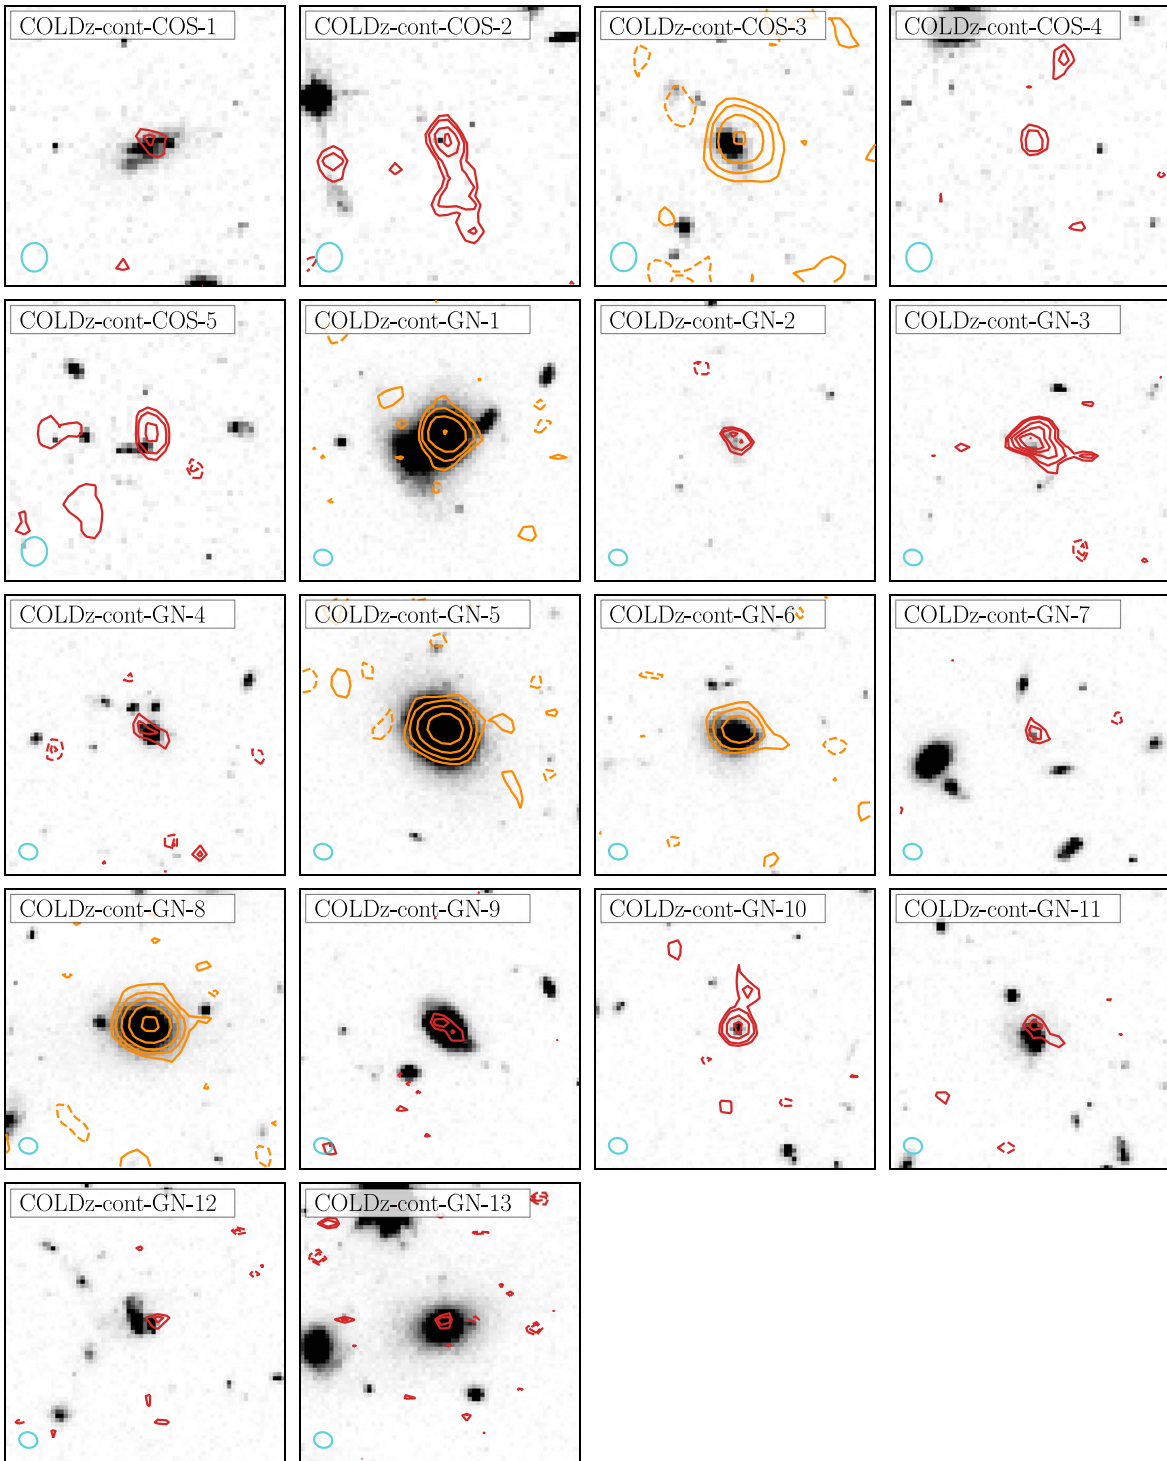 COLDz-cont-COS-1
COLDz-cont-COS-2
COLDz-cont-COS-3
COLDz-cont-COS-4
COLDz-cont-COS-5
COLDz-cont-GN-1
COLDz-cont-GN-2
COLDz-cont-GN-3
COLDz-cont-GN-4
COLDz-cont-GN-5
COLDz-cont-GN-6
COLDz-cont-GN-7
COLDz-cont-GN-8
COLDz-cont-GN-9
COLDz-cont-GN-10
COLDz-cont-GN-11
COLDz-cont-GN-12
COLDz-cont-GN-13